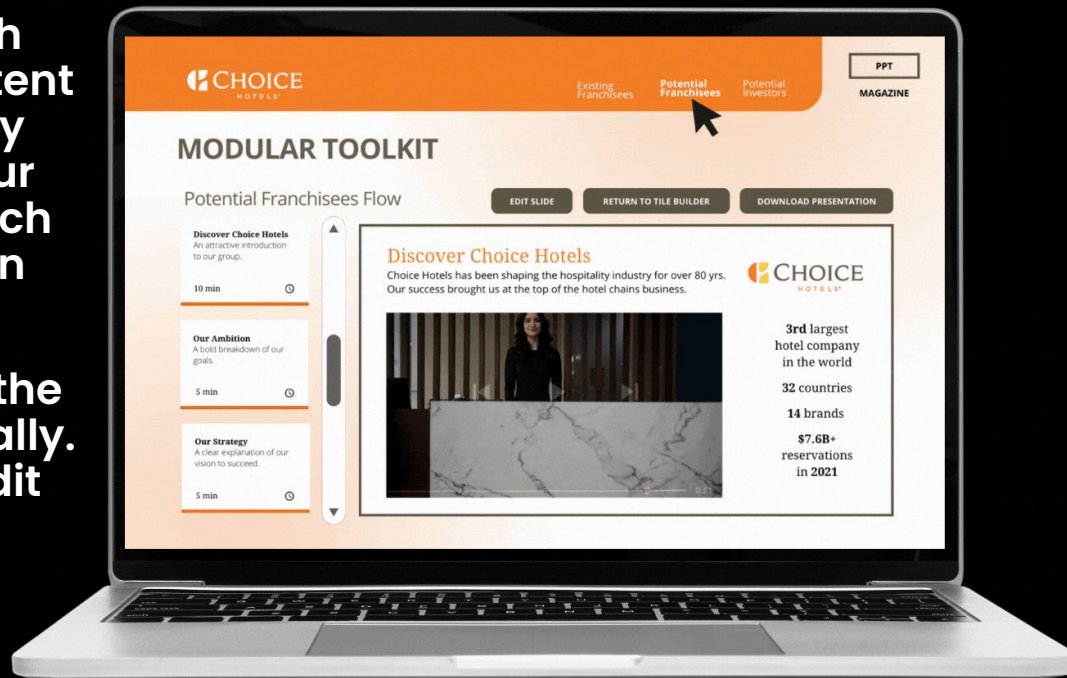 h
tent
y
ur
ch
n
the
ally.
dit
CHOICE
HOTELS
Existing
Franchisees
Potential
Franchisees
Potential
Investors
PPT
MAGAZINE
MODULAR TOOLKIT
Potential Franchisees Flow
EDIT SLIDE
RETURN TO TILE BUILDER
DOWNLOAD PRESENTATION
Discover Choice Hotels
An attractive introduction
to our group.
10 min
Our Ambition
A bold breakdown of our
goals.
5 min
Our Strategy
A clear explanation of our
vision to succeed.
5 min
Discover Choice Hotels
Choice Hotels has been shaping the hospitality industry for over 80 yrs.
Our success brought us at the top of the hotel chains business.
0:51
CHOICE
HOTELS®
3rd largest
hotel company
in the world
32 countries
14 brands
$7.6B+
reservations
in 2021